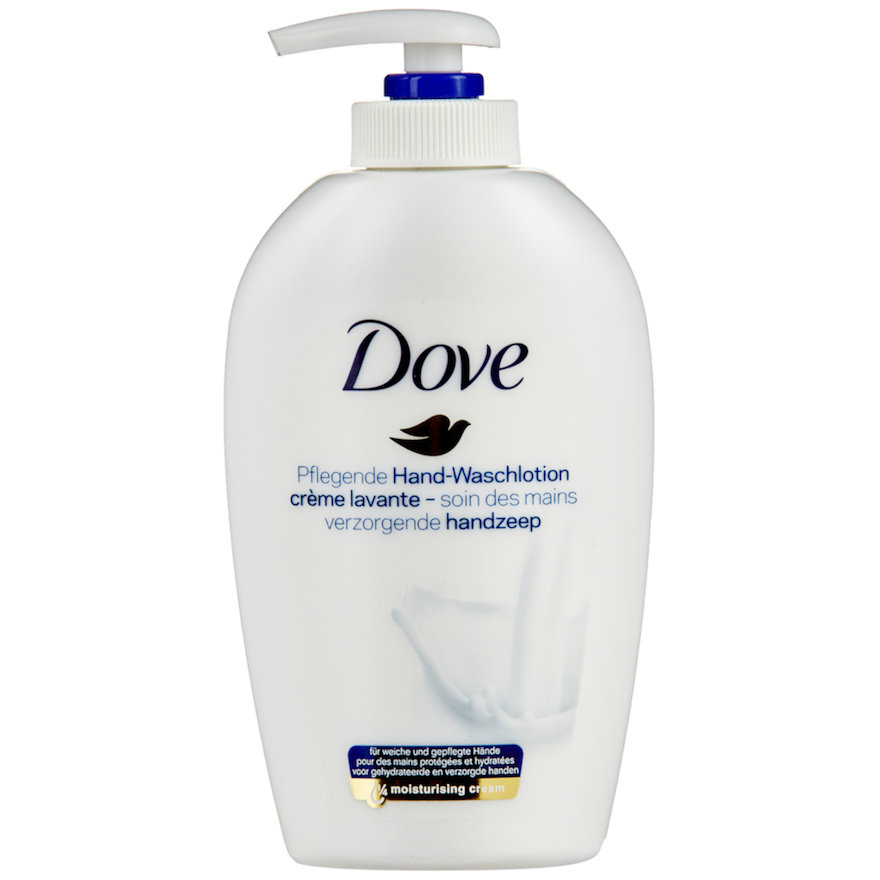 Dove
Pflegende Hand-Waschlotion
crème lavante – soin des mains
verzorgende handzeep
für weiche und gepflegte Hände
pour des mains protégées et hydratées
voor gehydrateerde en verzorgde handen
¼ moisturising cream